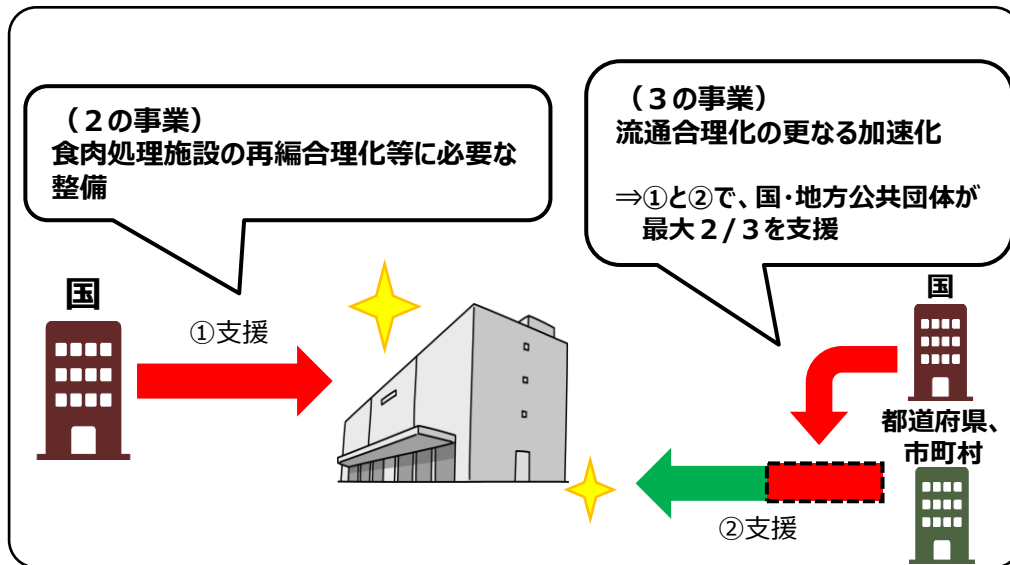 （２の事業）
食肉処理施設の再編合理化等に必要な
整備
（３の事業）
流通合理化の更なる加速化
⇒①と②で、国・地方公共団体が
最大２/３を支援
国
①支援
国
都道府県、
市町村
②支援